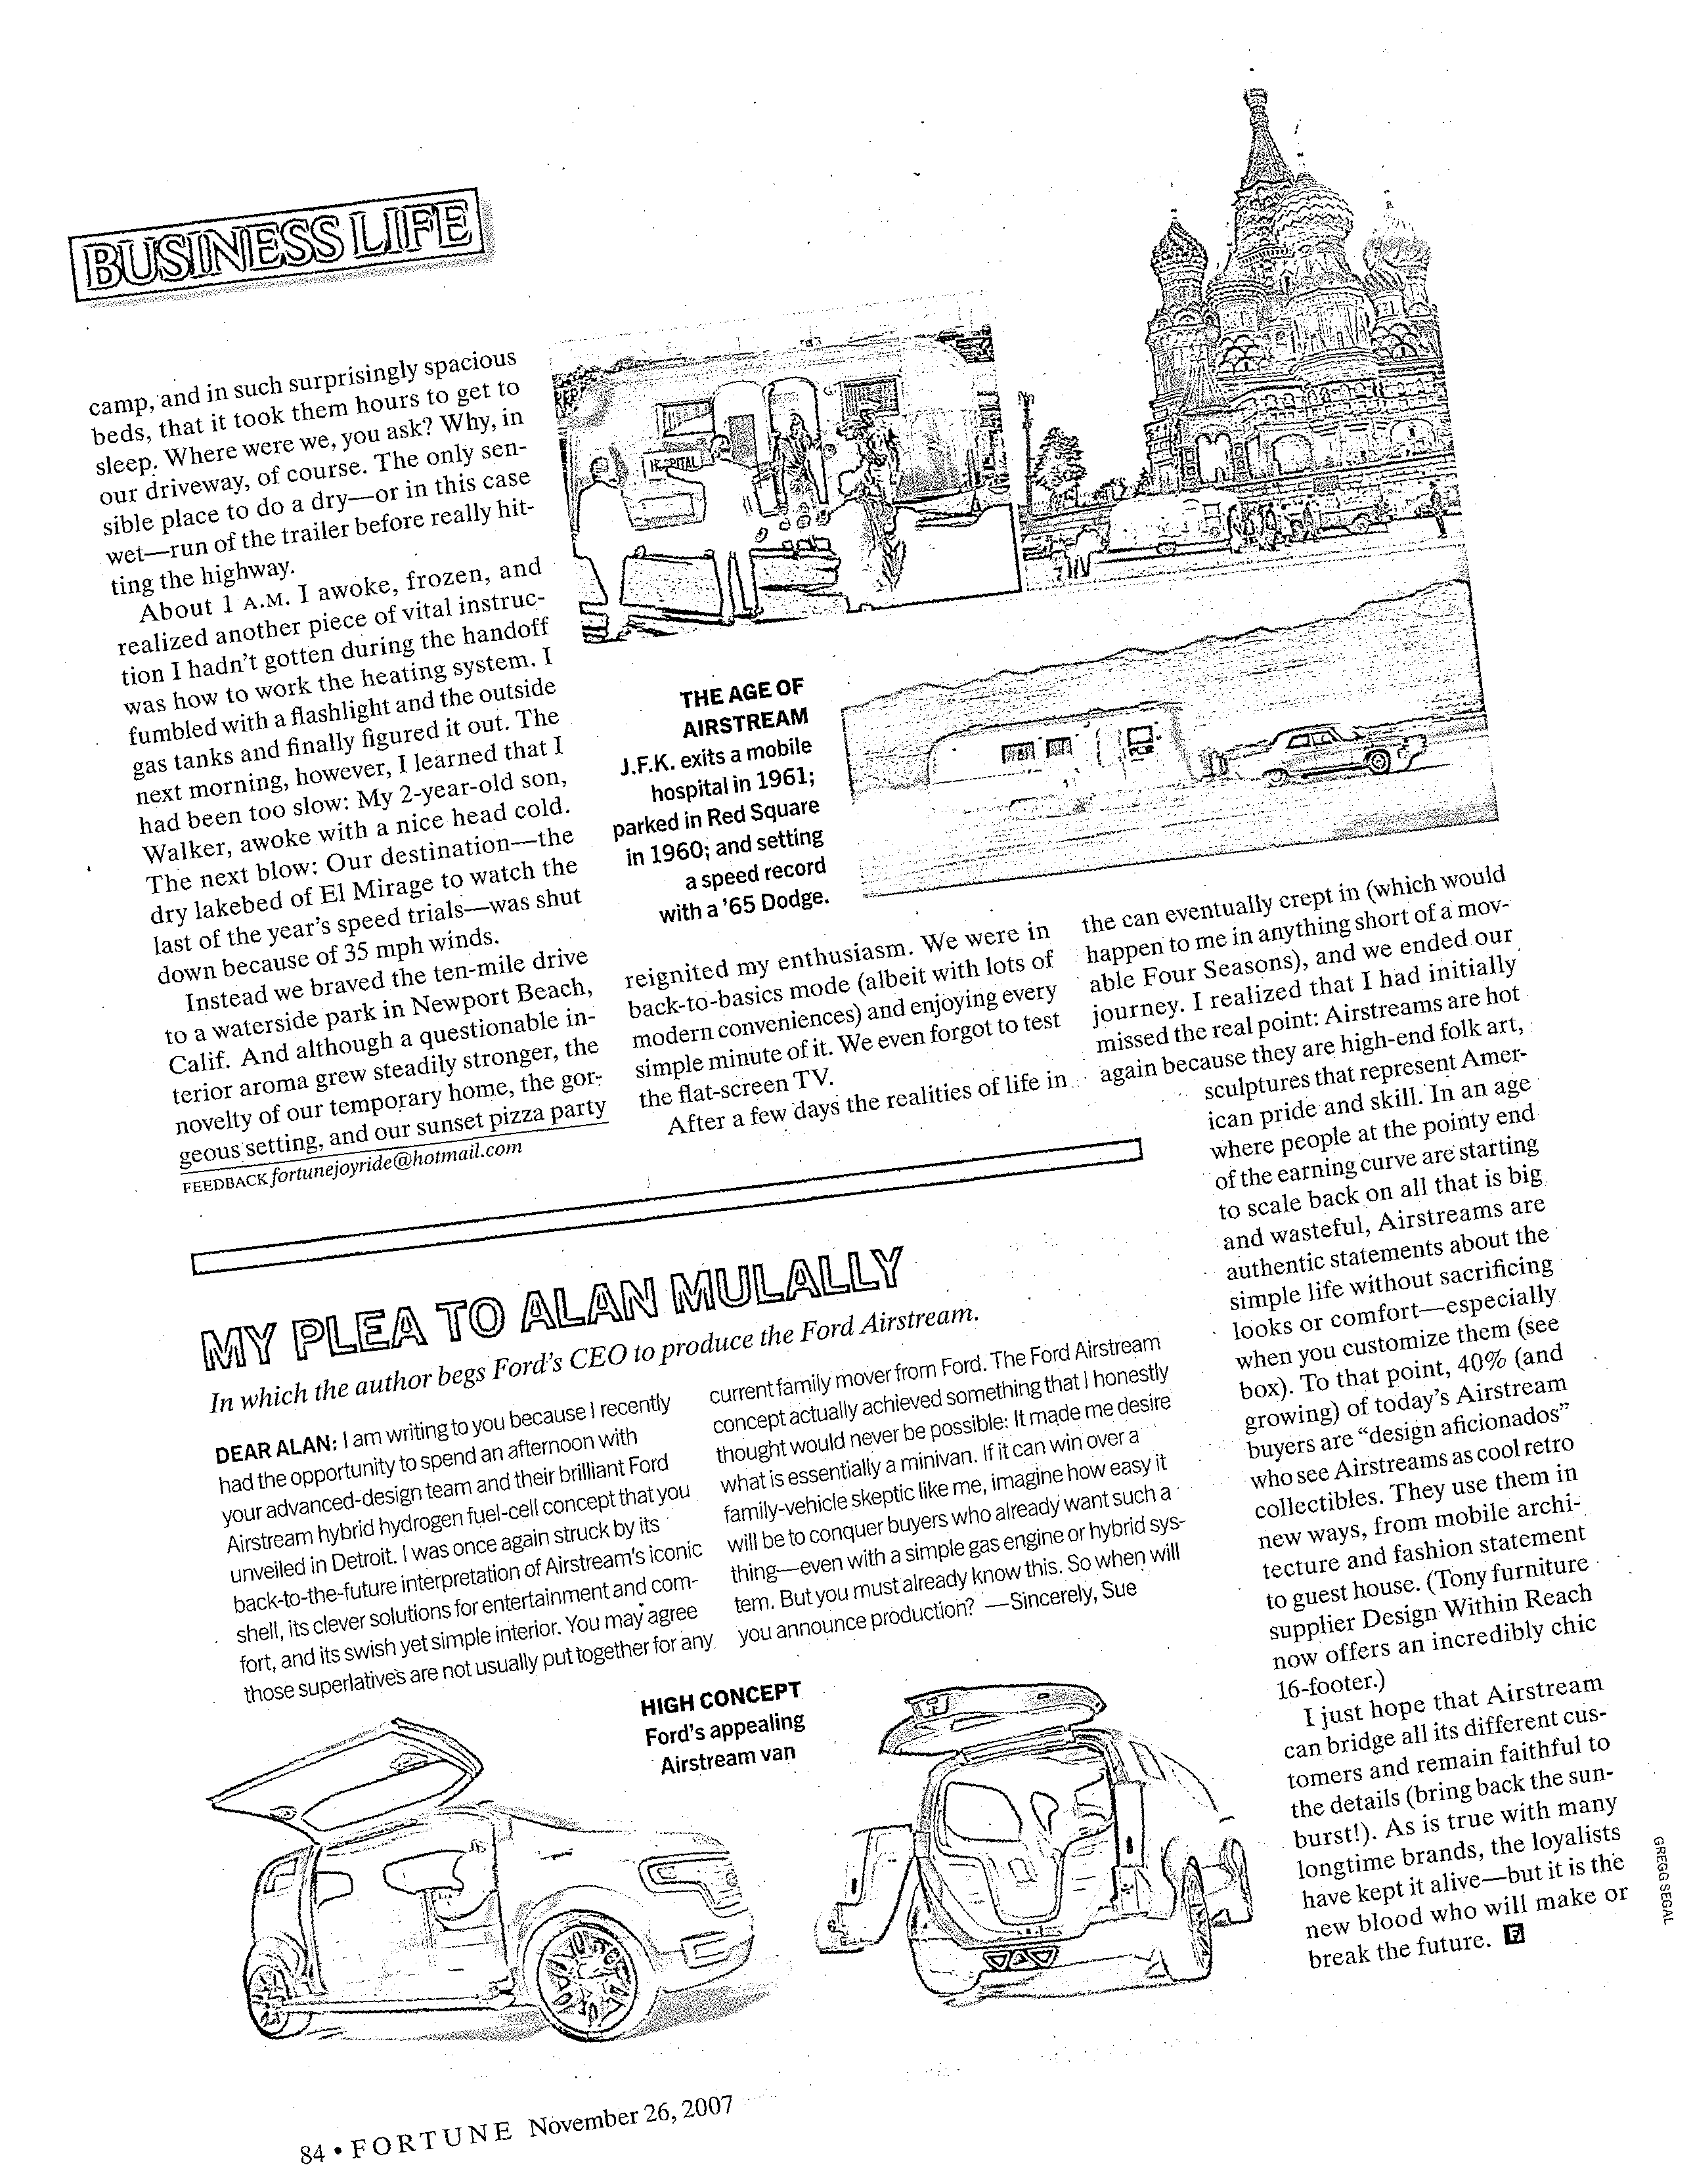 BUSINESS LIFE
camp, and in such surprisingly spacious
beds, that it took them hours to get to
sleep. Where were we, you ask? Why, in
our driveway, of course. The only sen-
sible place to do a dry—or in this case
wet—run of the trailer before really hit-
ting the highway.
About 1 A.M. I awoke, frozen, and
realized another piece of vital instruc-
tion I hadn't gotten during the handoff
was how to work the heating system. I
fumbled with a flashlight and the outside
gas tanks and finally figured it out. The
next morning, however, I learned that I
had been too slow: My 2-year-old son,
Walker, awoke with a nice head cold.
The next blow: Our destination—the
dry lakebed of El Mirage to watch the
last of the year's speed trials—was shut
down because of 35 mph winds.
Instead we braved the ten-mile drive
to a waterside park in Newport Beach,
Calif. And although a questionable in-
terior aroma grew steadily stronger, the
novelty of our temporary home, the gor-
geous setting, and our sunset pizza party
FEEDBACK fortunejoyride@hotmail.com
HOSPITAL
THE AGE OF
AIRSTREAM
J.F.K. exits a mobile
hospital in 1961;
parked in Red Square
in 1960; and setting
a speed record
with a '65 Dodge.
reignited my enthusiasm. We were in
back-to-basics mode (albeit with lots of
modern conveniences) and enjoying every
simple minute of it. We even forgot to test
the flat-screen TV.
After a few days the realities of life in
the can eventually crept in (which would
happen to me in anything short of a mov-
able Four Seasons), and we ended our
journey. I realized that I had initially
missed the real point: Airstreams are hot
again because they are high-end folk art,
sculptures that represent Amer-
ican pride and skill. In an age
where people at the pointy end
of the earning curve are starting
to scale back on all that is big
and wasteful, Airstreams are
authentic statements about the
simple life without sacrificing
looks or comfort—especially
when you customize them (see
box). To that point, 40% (and
growing) of today's Airstream
buyers are "design aficionados"
who see Airstreams as cool retro
collectibles. They use them in
new ways, from mobile archi-
tecture and fashion statement
to guest house. (Tony furniture
supplier Design Within Reach
now offers an incredibly chic
16-footer.)
I just hope that Airstream
can bridge all its different cus-
tomers and remain faithful to
the details (bring back the sun-
burst!). As is true with many
longtime brands, the loyalists
have kept it alive—but it is the
new blood who will make or
break the future. F
GREGG SEGAL
MY PLEA TO ALAN MULALLY
In which the author begs Ford's CEO to produce the Ford Airstream.
DEAR ALAN: I am writing to you because I recently
had the opportunity to spend an afternoon with
your advanced-design team and their brilliant Ford
Airstream hybrid hydrogen fuel-cell concept that you
unveiled in Detroit. I was once again struck by its
back-to-the-future interpretation of Airstream's iconic
shell, its clever solutions for entertainment and com-
fort, and its swish yet simple interior. You may agree
those superlatives are not usually put together for any
current family mover from Ford. The Ford Airstream
concept actually achieved something that I honestly
thought would never be possible: It made me desire
what is essentially a minivan. If it can win over a
family-vehicle skeptic like me, imagine how easy it
will be to conquer buyers who already want such a
thing—even with a simple gas engine or hybrid sys-
tem. But you must already know this. So when will
you announce production? —Sincerely, Sue
HIGH CONCEPT
Ford's appealing
Airstream van
84 • FORTUNE November 26, 2007